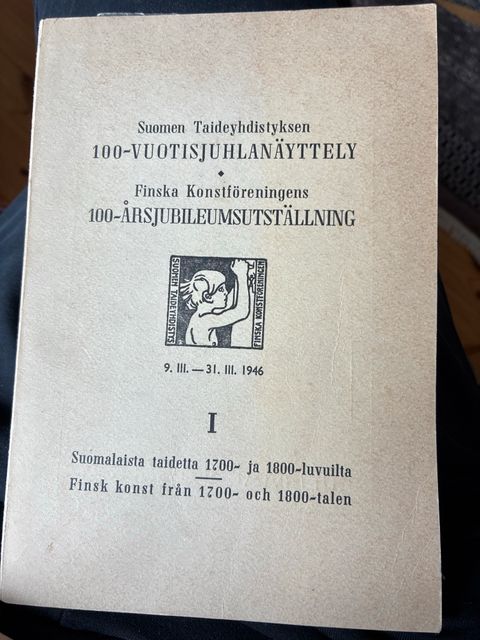 Suomen Taideyhdistyksen
100-VUOTISJUHLANÄYTTELY
Finska Konstföreningens
100-ÅRSJUBILEUMSUTSTÄLLNING
SUOMEN TAIDEYHDISTYS
FINSKA KONSTFÖRENINGEN
9. III. — 31. III. 1946
I
Suomalaista taidetta 1700- ja 1800-luvuilta
Finsk konst från 1700- och 1800-talen